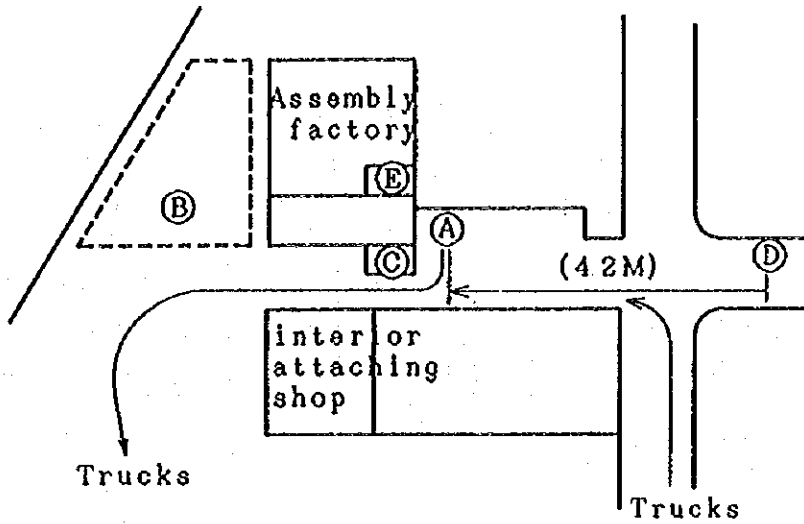 Assembly
factory
Ⓔ
Ⓑ
Ⓐ
Ⓒ
Ⓓ
(4.2M)
interior
attaching
shop
Trucks
Trucks